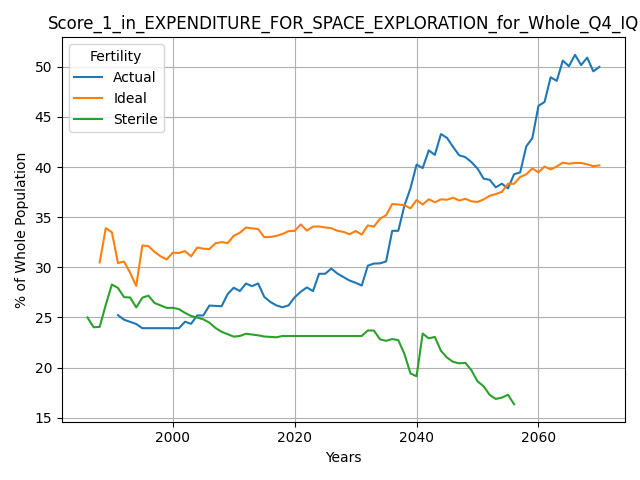 Score_1_in_EXPENDITURE_FOR_SPACE_EXPLORATION_for_Whole_Q4_IQ
Fertility
Actual
Ideal
Sterile
% of Whole Population
50
45
40
35
30
25
20
15
2000 2020 2040 2060
Years